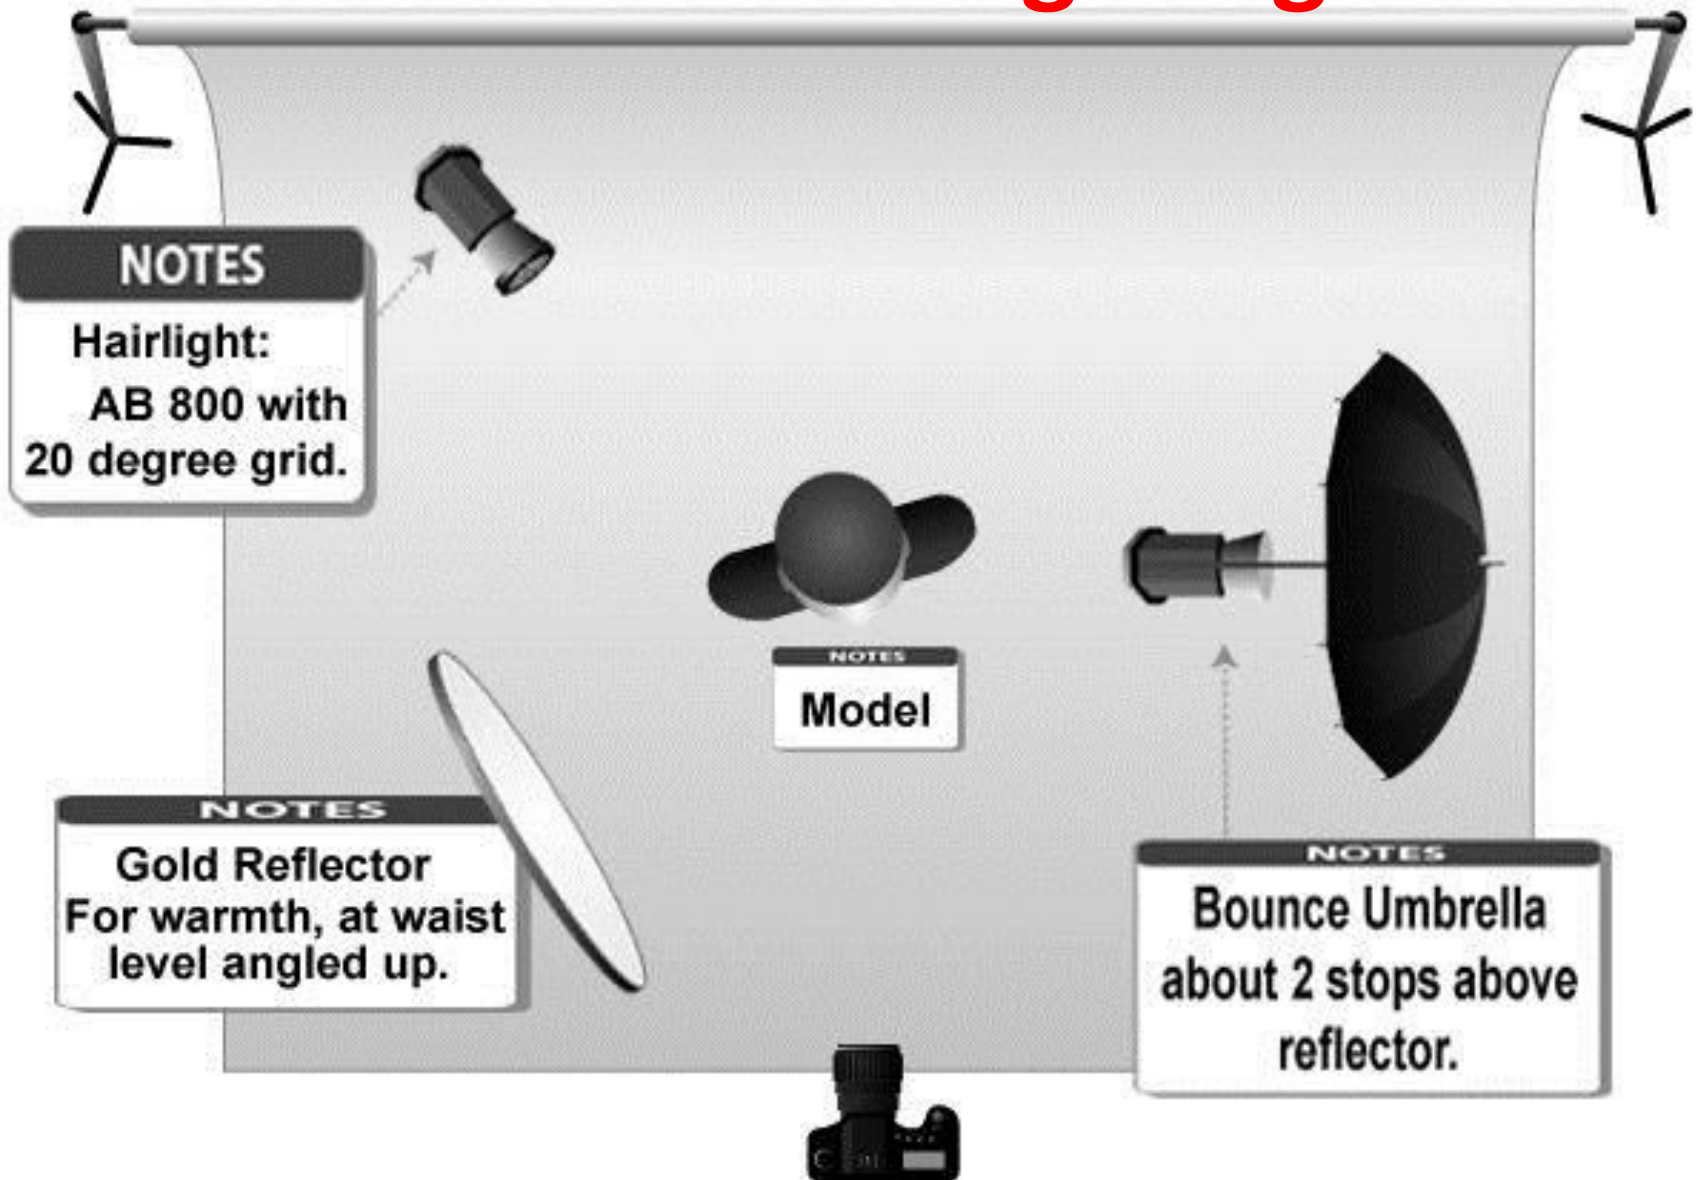 NOTES
Hairlight:
AB 800 with
20 degree grid.
NOTES
Model
NOTES
Gold Reflector
For warmth, at waist
level angled up.
NOTES
Bounce Umbrella
about 2 stops above
reflector.